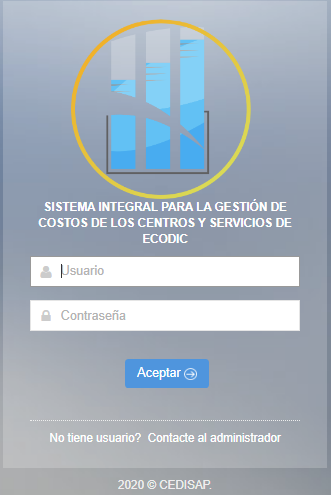 SISTEMA INTEGRAL PARA LA GESTIÓN DE
COSTOS DE LOS CENTROS Y SERVICIOS DE
ECODIC
Usuario
Contraseña
Aceptar
No tiene usuario? Contacte al administrador
2020 © CEDISAP.